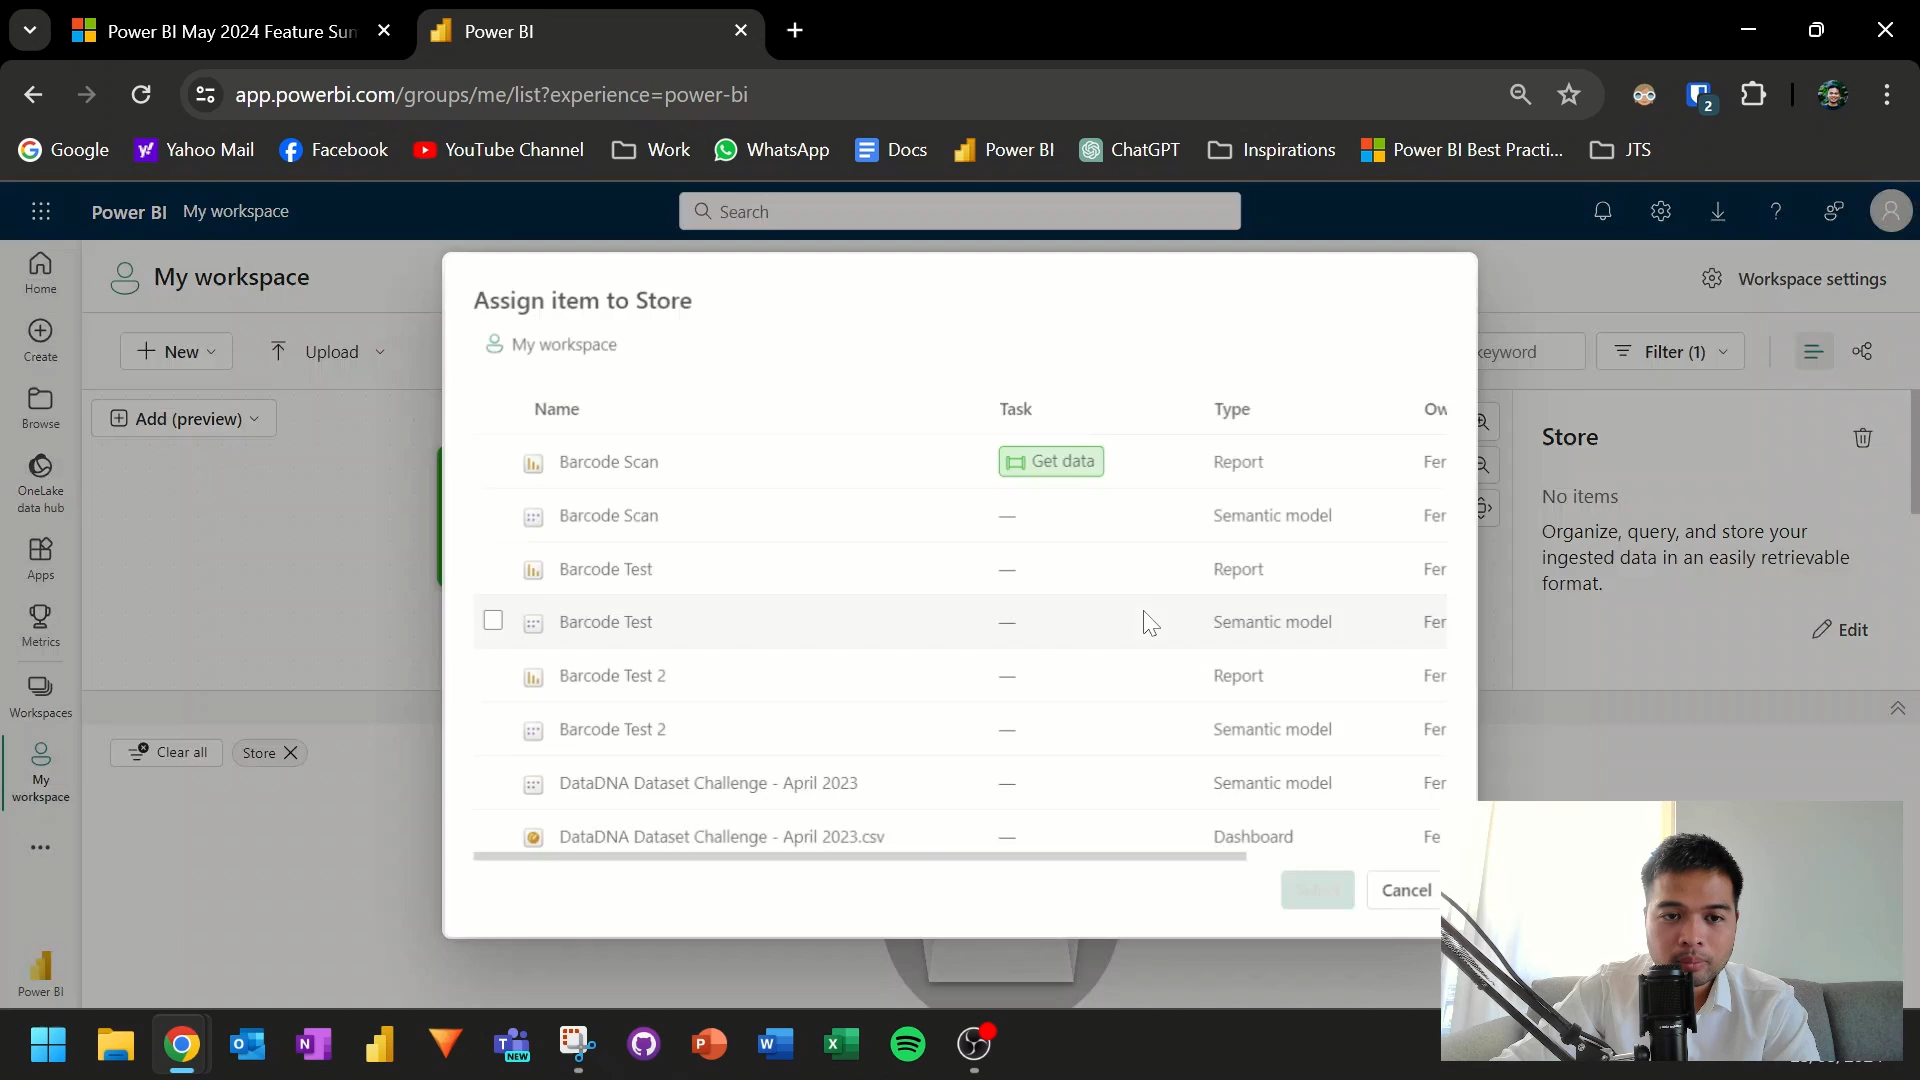 Power BI May 2024 Feature Sum
Power BI
app.powerbi.com/groups/me/list?experience=power-bi
2
Google
Yahoo Mail
Facebook
YouTube Channel
Work
WhatsApp
Docs
Power BI
ChatGPT
Inspirations
Power BI Best Practi...
JTS
Power BI My workspace
Search
Home
Create
Browse
OneLake
data hub
Apps
Metrics
Workspaces
My
workspace
Power BI
My workspace
Workspace settings
New
Upload
keyword
Filter (1)
Add (preview)
Assign item to Store
My workspace
Name Task Type Ow
Barcode Scan Get data Report Fer
Barcode Scan — Semantic model Fer
Barcode Test — Report Fer
Barcode Test — Semantic model Fer
Barcode Test 2 — Report Fer
Barcode Test 2 — Semantic model Fer
DataDNA Dataset Challenge - April 2023 — Semantic model Fer
DataDNA Dataset Challenge - April 2023.csv — Dashboard Fe
Cancel
Store
No items
Organize, query, and store your
ingested data in an easily retrievable
format.
Edit
Clear all
Store
NEW